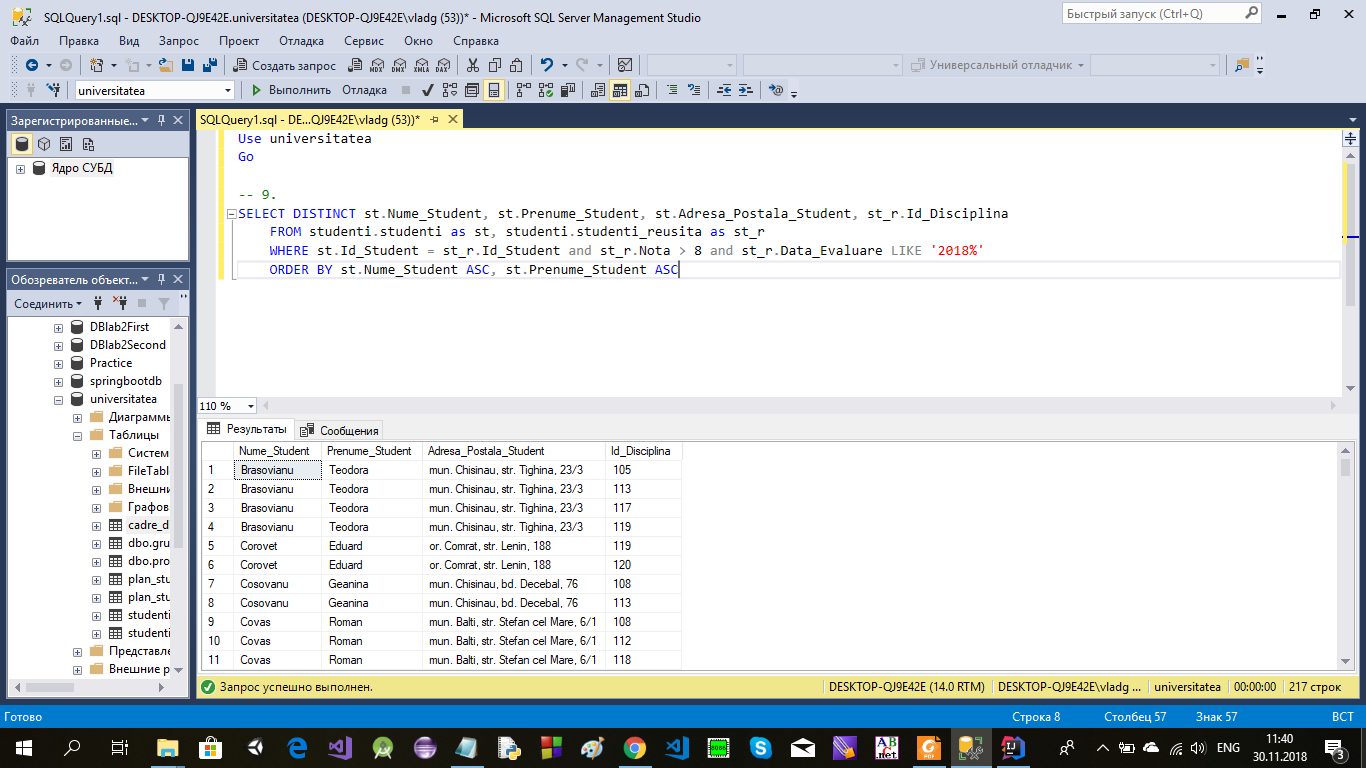 SQLQuery1.sql - DESKTOP-QJ9E42E.universitatea (DESKTOP-QJ9E42E\vladg (53))* - Microsoft SQL Server Management Studio
Быстрый запуск (Ctrl+Q)
Файл Правка Вид Запрос Проект Отладка Сервис Окно Справка
Создать запрос MDX DMX XMLA DAX Универсальный отладчик
universitatea Выполнить Отладка
Зарегистрированные...
Ядро СУБД
SQLQuery1.sql - DE...QJ9E42E\vladg (53))*
Use universitatea
Go
-- 9.
SELECT DISTINCT st.Nume_Student, st.Prenume_Student, st.Adresa_Postala_Student, st_r.Id_Disciplina
FROM studenti.studenti as st, studenti.studenti_reusita as st_r
WHERE st.Id_Student = st_r.Id_Student and st_r.Nota > 8 and st_r.Data_Evaluare LIKE '2018%'
ORDER BY st.Nume_Student ASC, st.Prenume_Student ASC
Обозреватель объект...
Соединить
DBlab2First
DBlab2Second
Practice
springbootdb
universitatea
Диаграммы
Таблицы
Систем
FileTabl
Внешни
Графов
cadre_d
dbo.gru
dbo.pro
plan_stu
plan_stu
studenti
studenti
Представле
Внешние р
110 %
Результаты Сообщения
Nume_Student Prenume_Student Adresa_Postala_Student Id_Disciplina
1 Brasovianu Teodora mun. Chisinau, str. Tighina, 23/3 105
2 Brasovianu Teodora mun. Chisinau, str. Tighina, 23/3 113
3 Brasovianu Teodora mun. Chisinau, str. Tighina, 23/3 117
4 Brasovianu Teodora mun. Chisinau, str. Tighina, 23/3 119
5 Corovet Eduard or. Comrat, str. Lenin, 188 119
6 Corovet Eduard or. Comrat, str. Lenin, 188 120
7 Cosovanu Geanina mun. Chisinau, bd. Decebal, 76 108
8 Cosovanu Geanina mun. Chisinau, bd. Decebal, 76 113
9 Covas Roman mun. Balti, str. Stefan cel Mare, 6/1 108
10 Covas Roman mun. Balti, str. Stefan cel Mare, 6/1 112
11 Covas Roman mun. Balti, str. Stefan cel Mare, 6/1 118
Запрос успешно выполнен. DESKTOP-QJ9E42E (14.0 RTM) DESKTOP-QJ9E42E\vladg ... universitatea 00:00:00 217 строк
Готово Строка 8 Столбец 57 Знак 57 ВСТ
ENG
11:40
30.11.2018
3